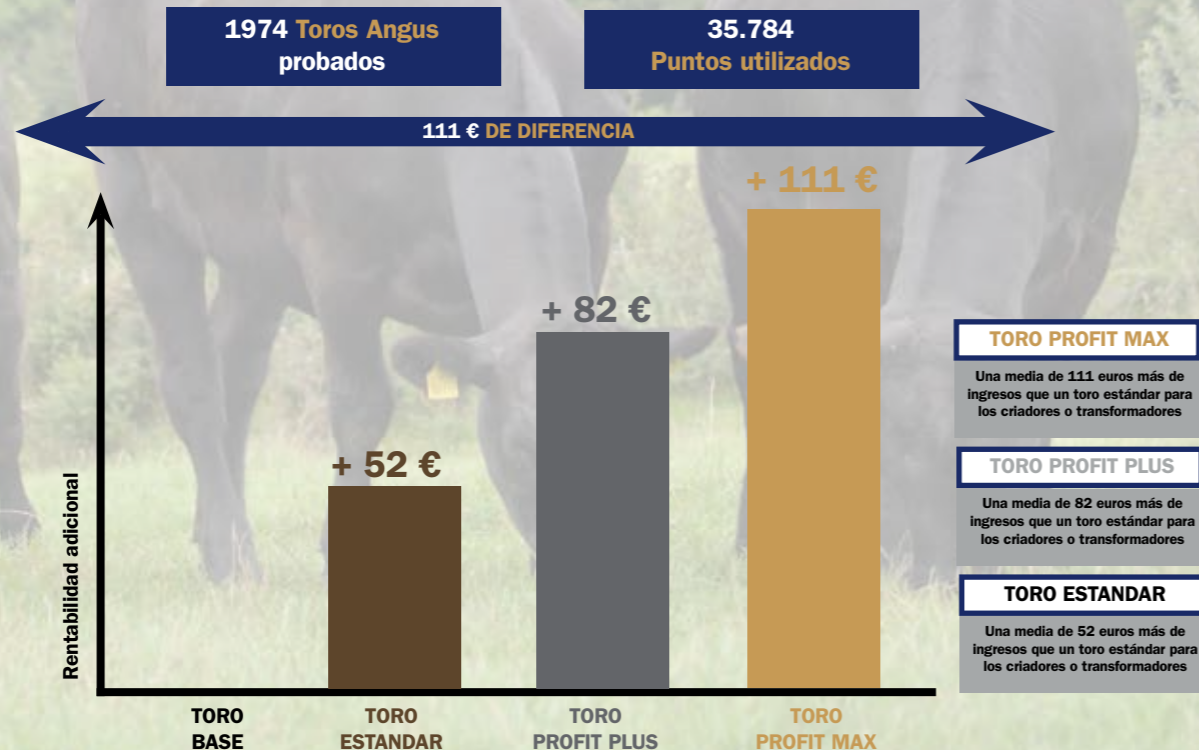 1974 Toros Angus
probados
35.784
Puntos utilizados
111 € DE DIFERENCIA
+ 111 €
+ 82 €
+ 52 €
Rentabilidad adicional
TORO
BASE
TORO
ESTANDAR
TORO
PROFIT PLUS
TORO
PROFIT MAX
TORO PROFIT MAX
Una media de 111 euros más de
ingresos que un toro estándar para
los criadores o transformadores
TORO PROFIT PLUS
Una media de 82 euros más de
ingresos que un toro estándar para
los criadores o transformadores
TORO ESTANDAR
Una media de 52 euros más de
ingresos que un toro estándar para
los criadores o transformadores